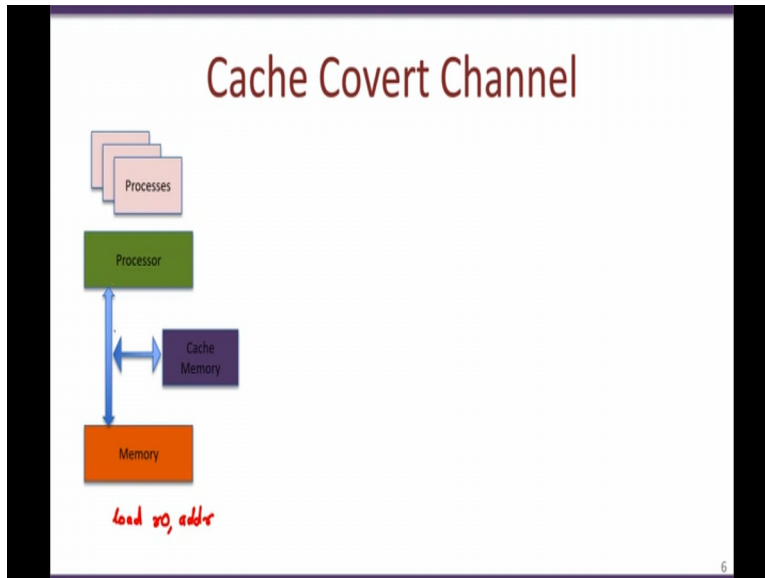 Cache Covert Channel
Processes
Processor
Cache
Memory
Memory
load r0, addr
6